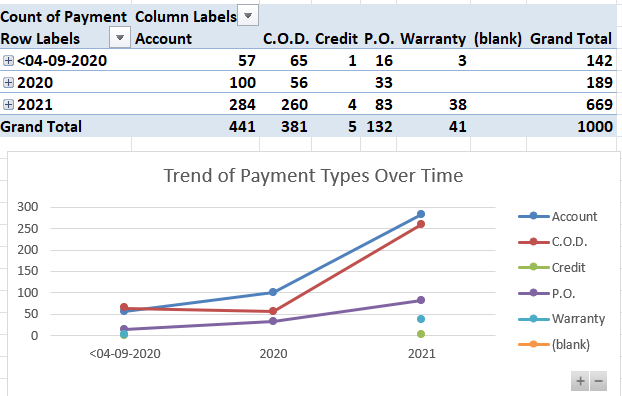 Count of Payment Column Labels
Row Labels Account C.O.D. Credit P.O. Warranty (blank) Grand Total
<04-09-2020 57 65 1 16 3 142
2020 100 56 33 189
2021 284 260 4 83 38 669
Grand Total 441 381 5 132 41 1000
Trend of Payment Types Over Time
300
250
200
150
100
50
0
<04-09-2020 2020 2021
Account
C.O.D.
Credit
P.O.
Warranty
(blank)